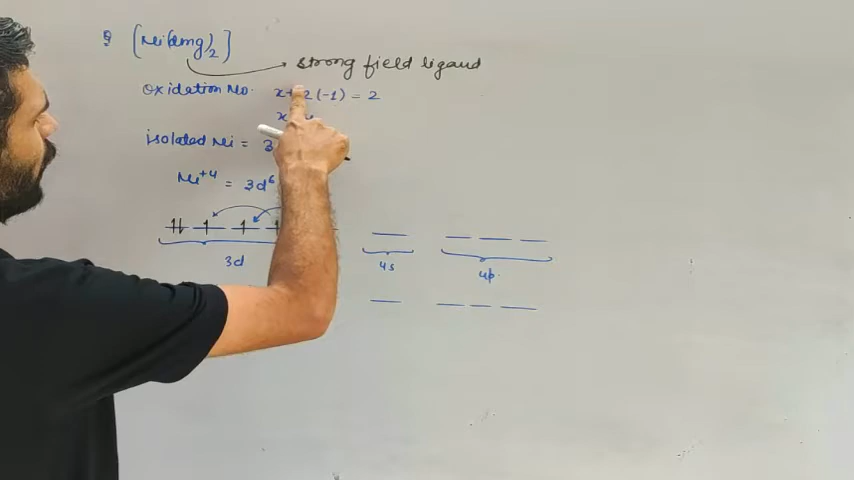 [Ni(dmg)2]
strong field ligand
oxidation No. x+2(-1) = 2
x
isolated Ni = 3
Ni+4 = 3d6
3d 4s 4p